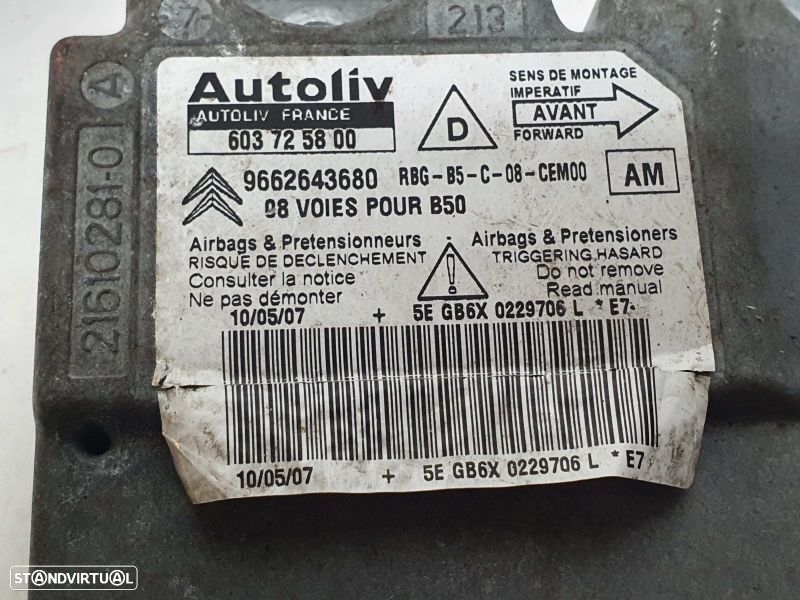 -7-
213
A
21610281-01
Autoliv
AUTOLIV FRANCE
603 72 58 00
D
SENS DE MONTAGE
IMPERATIF
AVANT
FORWARD
9662643680 RBG-B5-C-08-CEM00
AM
08 VOIES POUR B50
Airbags & Pretensionneurs
RISQUE DE DECLENCHEMENT
Consulter la notice
Ne pas démonter
!
Airbags & Pretensioners
TRIGGERING HASARD
Do not remove
Read manual
10/05/07 + 5E GB6X 0229706 L * E7
10/05/07 + 5E GB6X 0229706 L * E7
STANDVIRTUAL